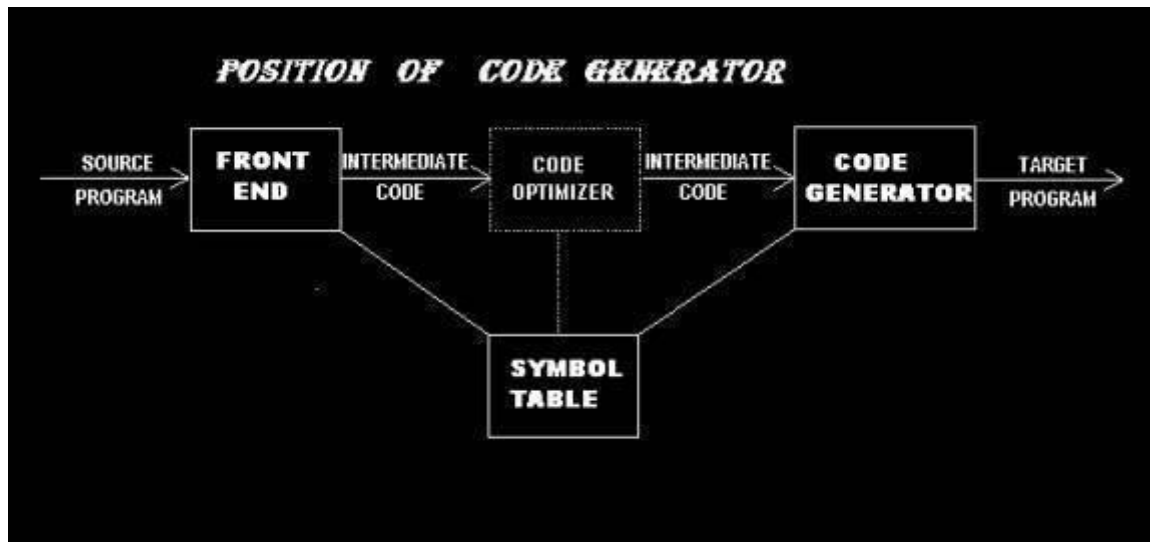 POSITION OF CODE GENERATOR
SOURCE
PROGRAM
FRONT
END
INTERMEDIATE
CODE
CODE
OPTIMIZER
INTERMEDIATE
CODE
CODE
GENERATOR
TARGET
PROGRAM
SYMBOL
TABLE